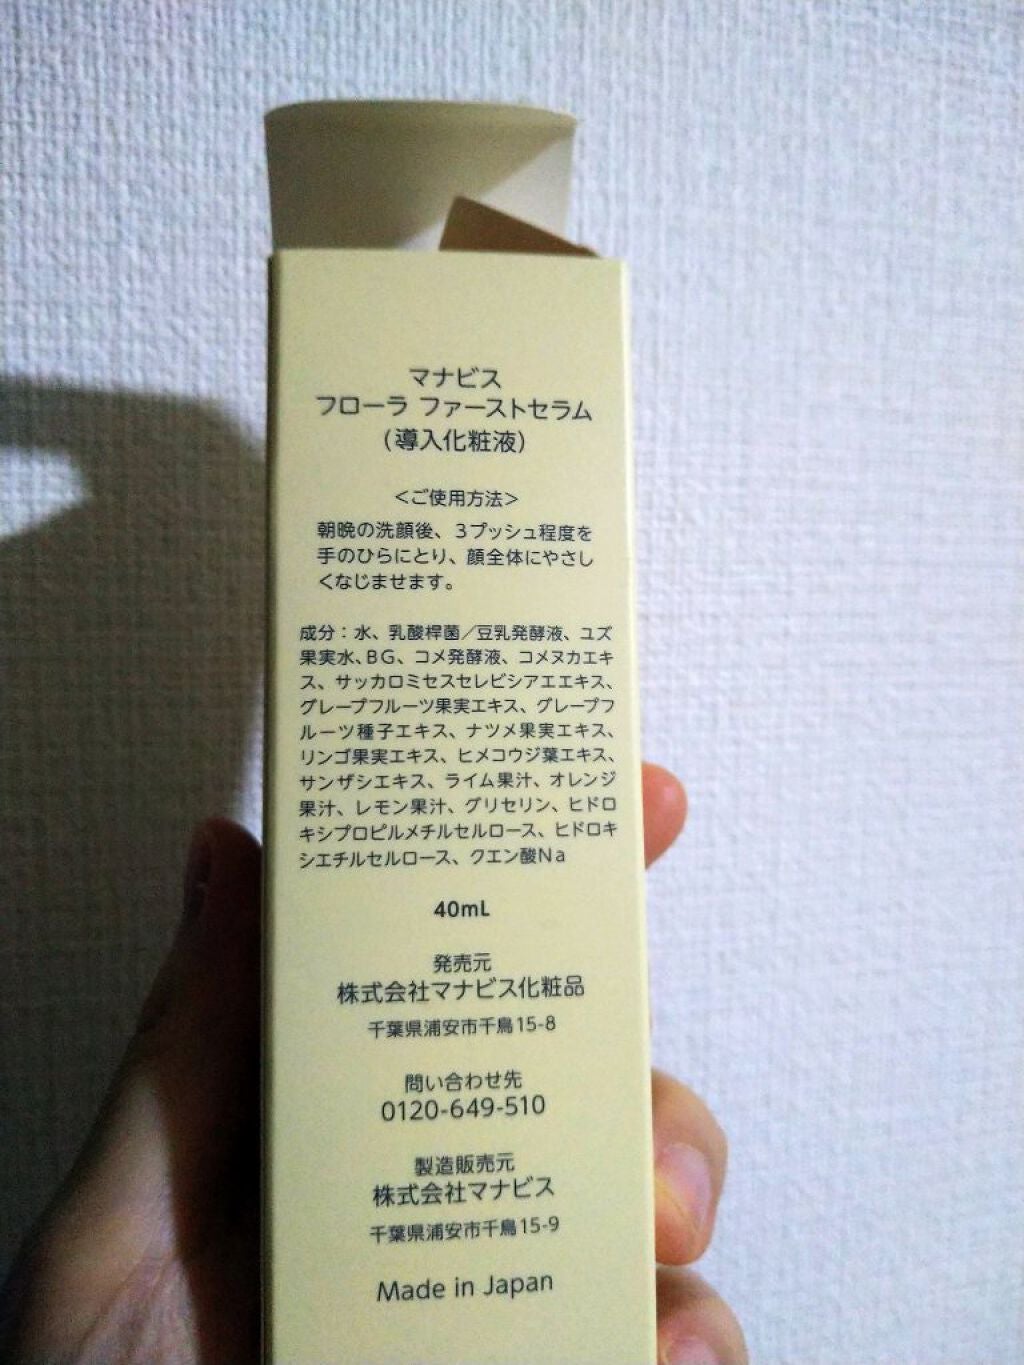 マナビス
フローラ ファーストセラム
(導入化粧液)
<ご使用方法>
朝晩の洗顔後、3プッシュ程度を
手のひらにとり、顔全体にやさし
くなじませます。
成分：水、乳酸桿菌／豆乳発酵液、ユズ
果実水、BG、コメ発酵液、コメヌカエキ
ス、サッカロミセスセレビシアエエキス、
グレープフルーツ果実エキス、グレープフ
ルーツ種子エキス、ナツメ果実エキス、
リンゴ果実エキス、ヒメコウジ葉エキス、
サンザシエキス、ライム果汁、オレンジ
果汁、レモン果汁、グリセリン、ヒドロ
キシプロピルメチルセルロース、ヒドロキ
シエチルセルロース、クエン酸Na
40mL
発売元
株式会社マナビス化粧品
千葉県浦安市千鳥15-8
問い合わせ先
0120-649-510
製造販売元
株式会社マナビス
千葉県浦安市千鳥15-9
Made in Japan